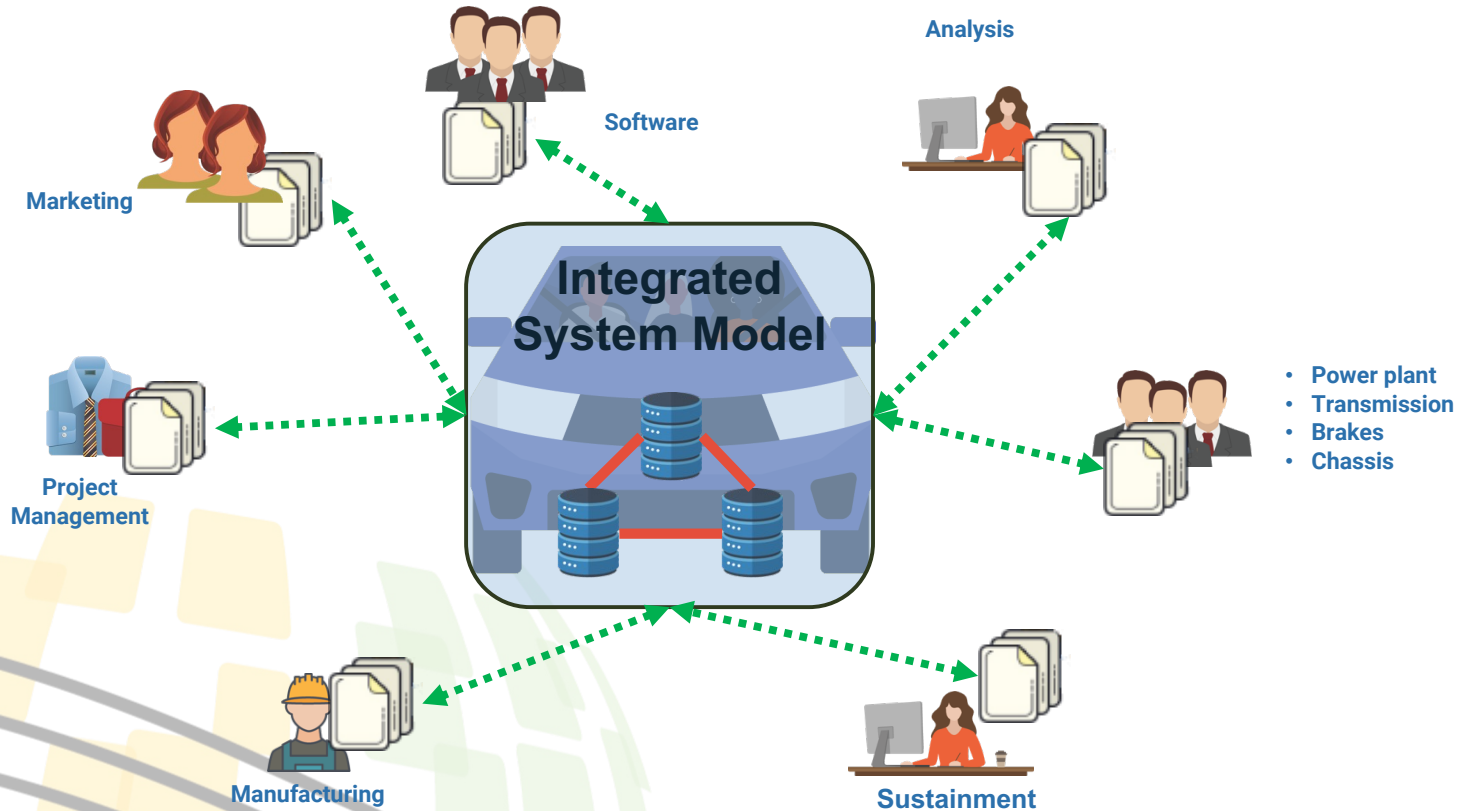 Analysis
Software
Marketing
Integrated
System Model
• Power plant
• Transmission
• Brakes
• Chassis
Project
Management
Manufacturing
Sustainment